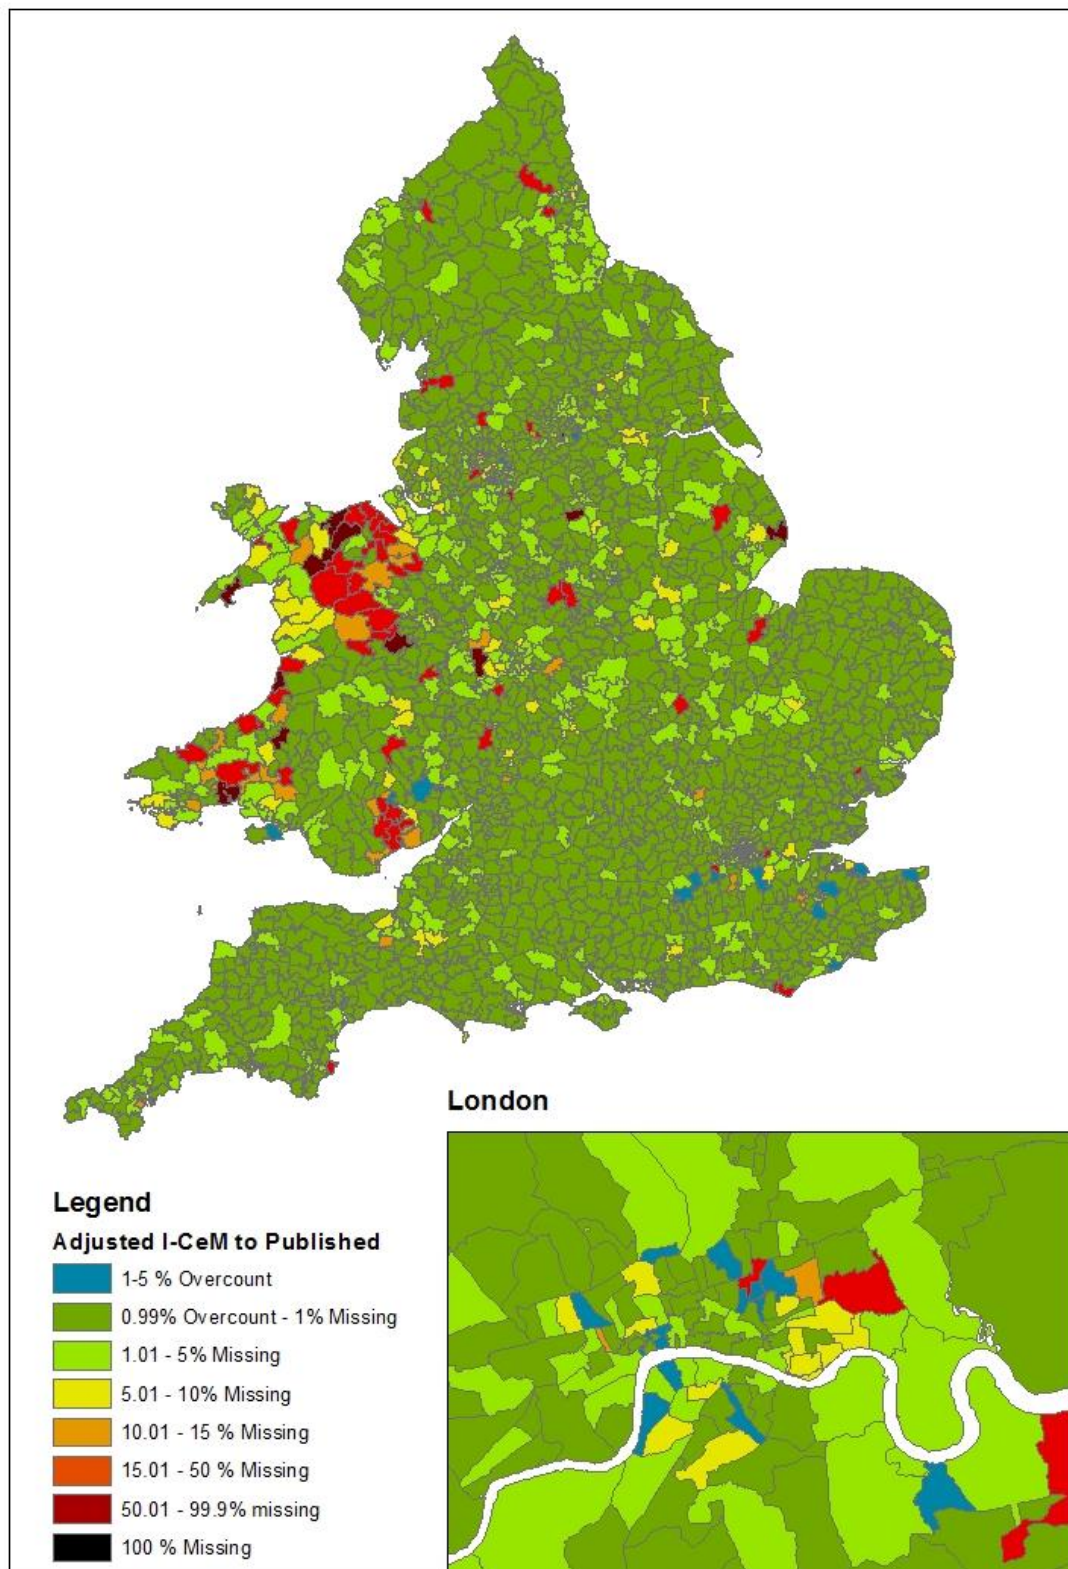 London
Legend
Adjusted I-CeM to Published
1-5 % Overcount
0.99% Overcount - 1% Missing
1.01 - 5% Missing
5.01 - 10% Missing
10.01 - 15 % Missing
15.01 - 50 % Missing
50.01 - 99.9% missing
100 % Missing